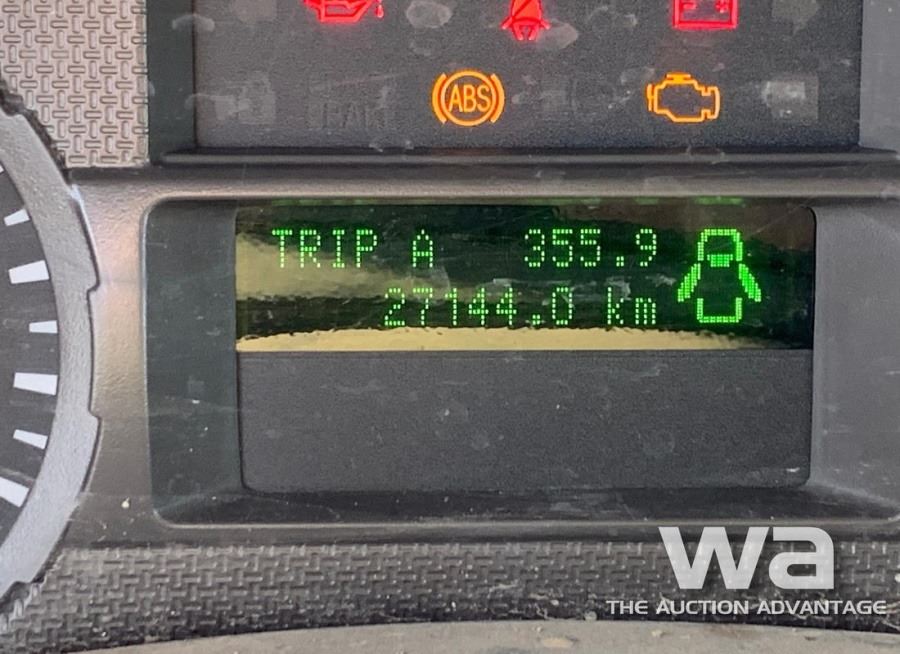 ABS
TRIP A 355.9
27144.0 km
wa
THE AUCTION ADVANTAGE